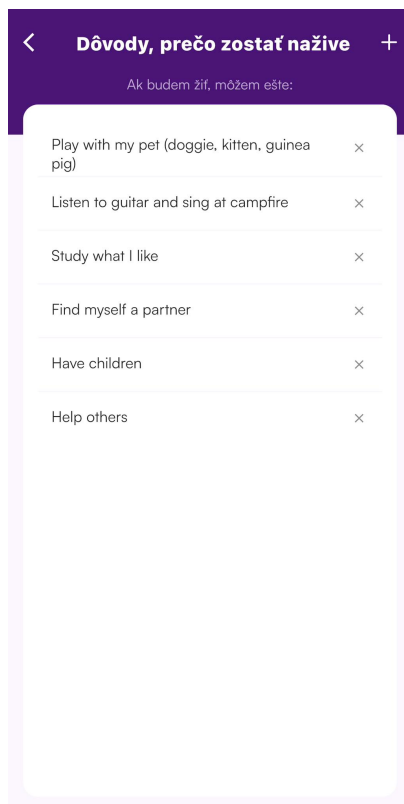 Dôvody, prečo zostať nažive
Ak budem žiť, môžem ešte:
Play with my pet (doggie, kitten, guinea
pig)
Listen to guitar and sing at campfire
Study what I like
Find myself a partner
Have children
Help others